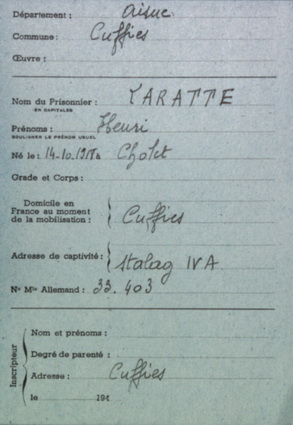 Département : Aisne
Commune : Cuffies
Œuvre :
Nom du Prisonnier : TARATTE
EN CAPITALES
Prénoms : Henri
SOULIGNER LE PRÉNOM USUEL
Né le : 14-10-1918 à Cholet
Grade et Corps :
Domicile en
France au moment
de la mobilisation : Cuffies
Adresse de captivité : Stalag IVA
N° Mle Allemand : 33.403
Inscripteur
Nom et prénoms :
Degré de parenté :
Adresse : Cuffies
le 194